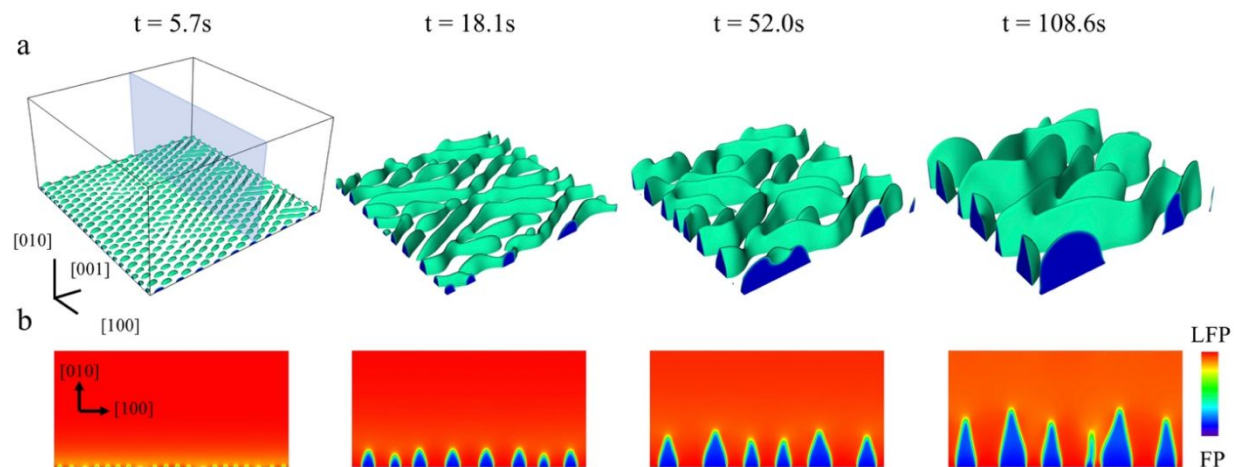 t = 5.7s
t = 18.1s
t = 52.0s
t = 108.6s
a
[010]
[001]
[100]
b
[010]
[100]
LFP
FP